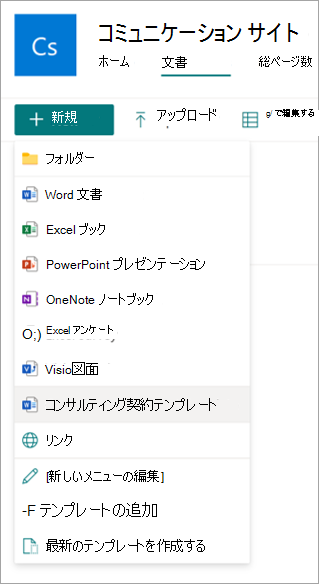 Cs
コミュニケーション サイト
ホーム 文書 総ページ数
+ 新規 アップロード で編集する
フォルダー
Word 文書
Excel ブック
PowerPoint プレゼンテーション
OneNote ノートブック
O;) Excel アンケート
Visio図面
コンサルティング契約テンプレート
リンク
[新しいメニューの編集]
-F テンプレートの追加
最新のテンプレートを作成する